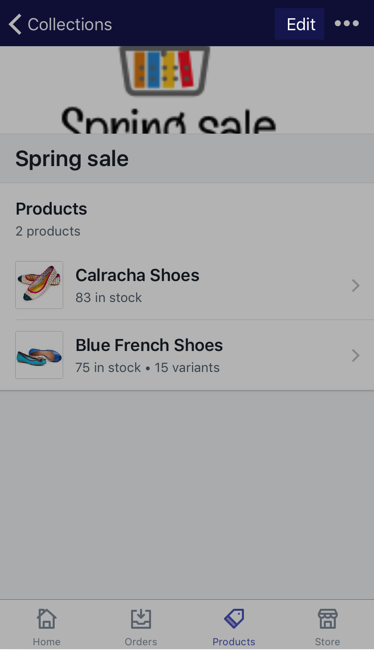 Collections
Edit
Spring sale
Spring sale
Products
2 products
Calracha Shoes
83 in stock
Blue French Shoes
75 in stock • 15 variants
Home
Orders
Products
Store